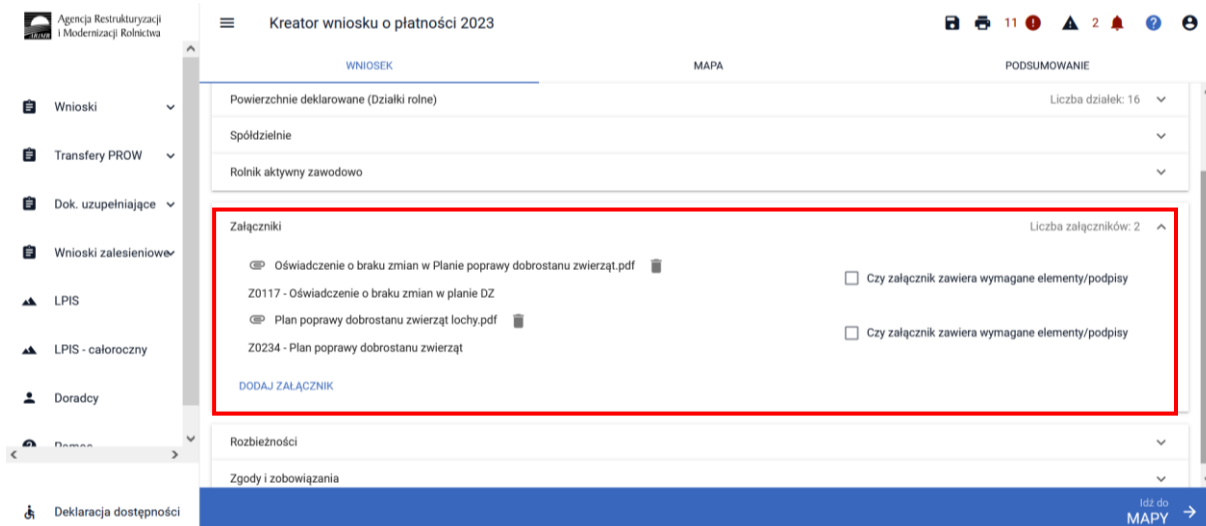 Agencja Restrukturyzacji
i Modernizacji Rolnictwa
ARiMR
Kreator wniosku o płatności 2023
11
2
WNIOSEK
MAPA
PODSUMOWANIE
Wnioski
Transfery PROW
Dok. uzupełniające
Wnioski zalesieniowe
LPIS
LPIS - całoroczny
Doradcy
Pomoc
Deklaracja dostępności
Powierzchnie deklarowane (Działki rolne)
Liczba działek: 16
Spółdzielnie
Rolnik aktywny zawodowo
Załączniki
Liczba załączników: 2
Oświadczenie o braku zmian w Planie poprawy dobrostanu zwierząt.pdf
Czy załącznik zawiera wymagane elementy/podpisy
Z0117 - Oświadczenie o braku zmian w planie DZ
Plan poprawy dobrostanu zwierząt lochy.pdf
Czy załącznik zawiera wymagane elementy/podpisy
Z0234 - Plan poprawy dobrostanu zwierząt
DODAJ ZAŁĄCZNIK
Rozbieżności
Zgody i zobowiązania
Idź do
MAPY